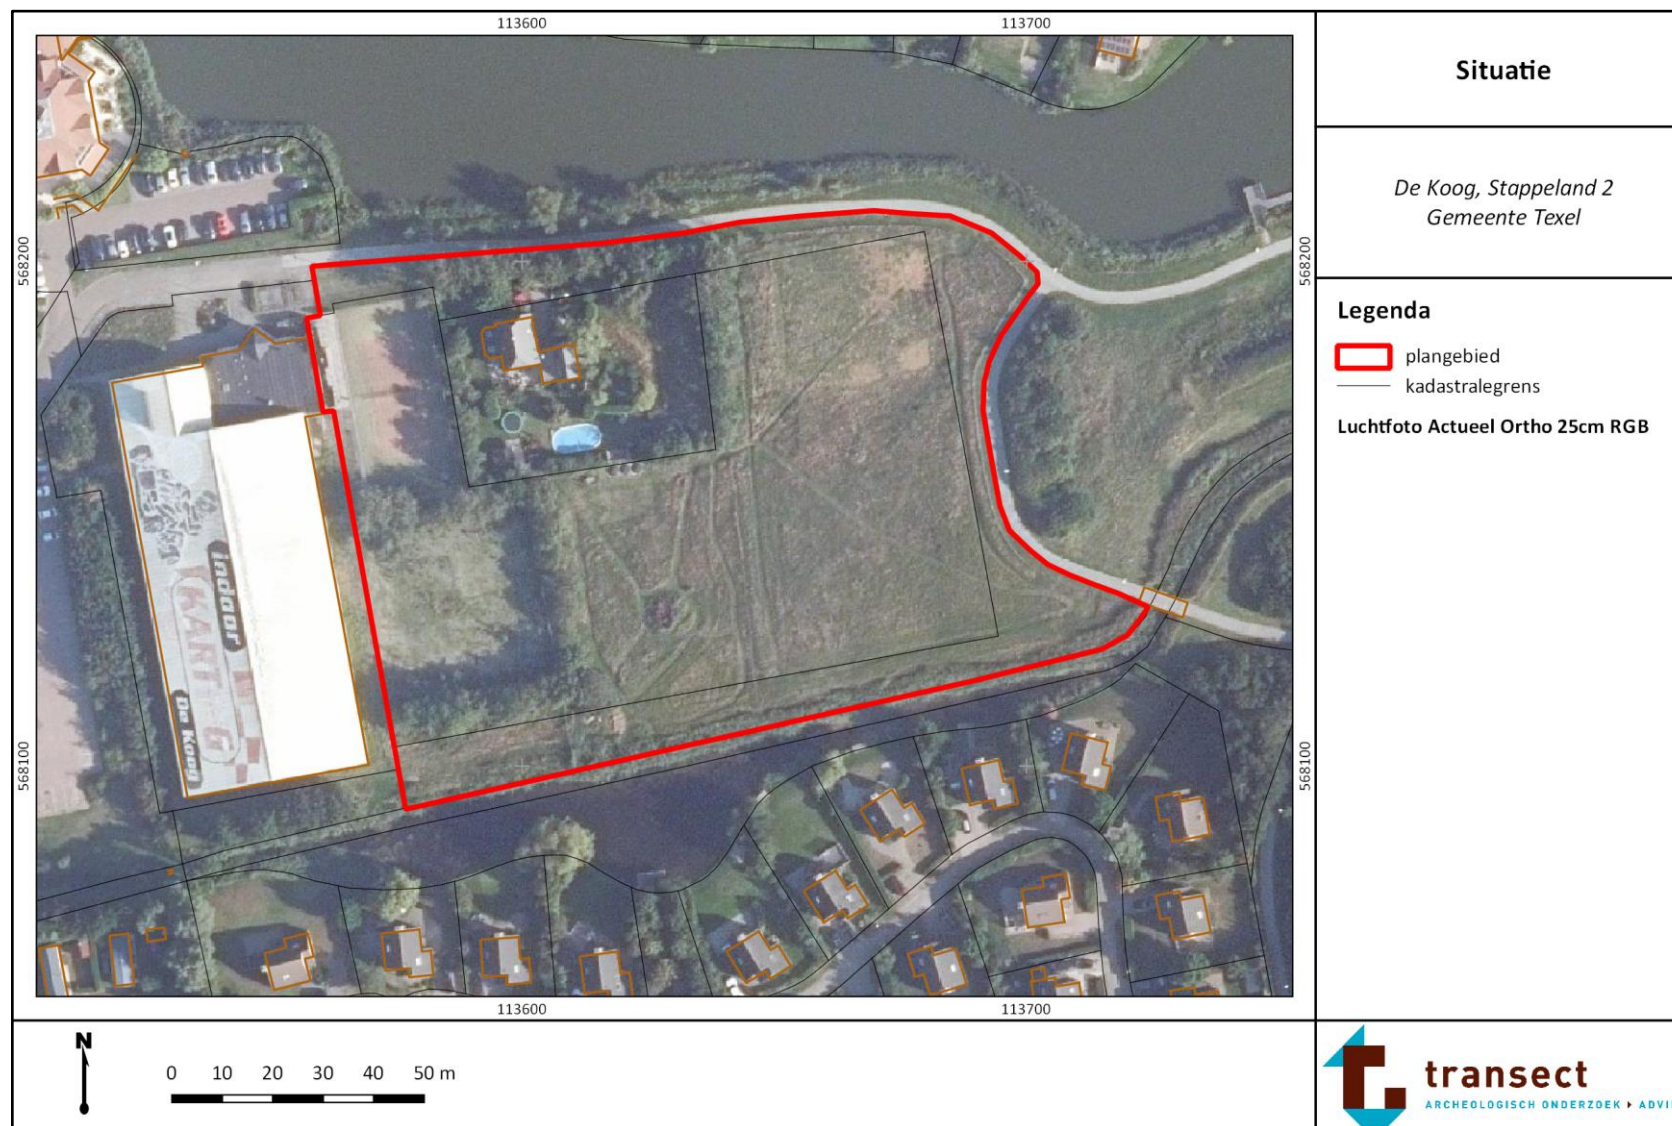 113600
113700
568200
568200
568100
568100
indoor
KART
De Koog
113600
113700
N
0 10 20 30 40 50 m
Situatie
De Koog, Stappeland 2
Gemeente Texel
Legenda
plangebied
kadastralegrens
Luchtfoto Actueel Ortho 25cm RGB
transect
ARCHEOLOGISCH ONDERZOEK ▸ ADVI